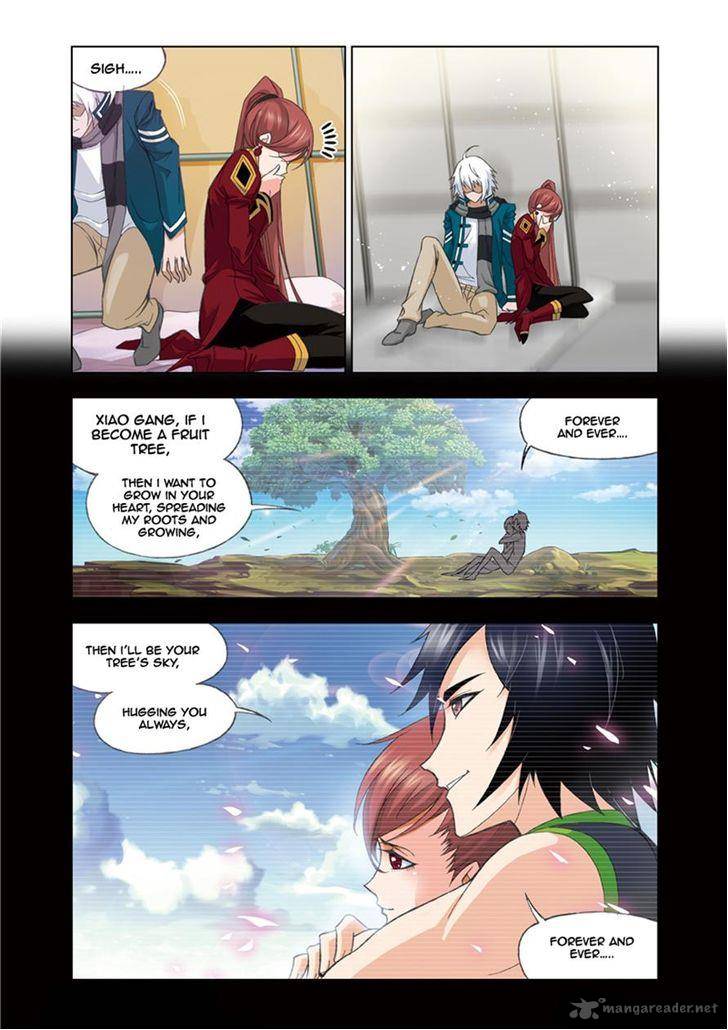 SIGH.....
XIAO GANG, IF I
BECOME A FRUIT
TREE,
THEN I WANT TO
GROW IN YOUR
HEART, SPREADING
MY ROOTS AND
GROWING,
FOREVER
AND EVER....
THEN I'LL BE YOUR
TREE'S SKY,
HUGGING YOU
ALWAYS,
FOREVER AND
EVER.....
mangareader.net